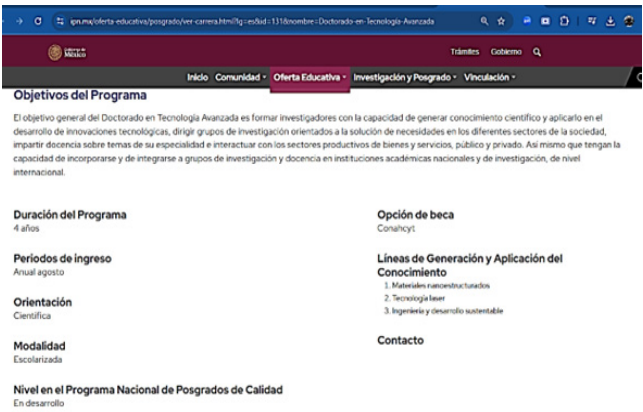 ipn.mx/oferta-educativa/posgrado/ver-carrera.html?lg=es&id=131&nombre=Doctorado-en-Tecnología-Avanzada
Gobierno de
México
Trámites Gobierno
Inicio Comunidad Oferta Educativa Investigación y Posgrado Vinculación
Objetivos del Programa
El objetivo general del Doctorado en Tecnología Avanzada es formar investigadores con la capacidad de generar conocimiento científico y aplicarlo en el
desarrollo de innovaciones tecnológicas, dirigir grupos de investigación orientados a la solución de necesidades en los diferentes sectores de la sociedad,
impartir docencia sobre temas de su especialidad e interactuar con los sectores productivos de bienes y servicios, público y privado. Así mismo que tengan la
capacidad de incorporarse y de integrarse a grupos de investigación y docencia en instituciones académicas nacionales y de investigación, de nivel
internacional.
Duración del Programa
4 años
Periodos de ingreso
Anual agosto
Orientación
Científica
Modalidad
Escolarizada
Nivel en el Programa Nacional de Posgrados de Calidad
En desarrollo
Opción de beca
Conahcyt
Líneas de Generación y Aplicación del
Conocimiento
1. Materiales nanoestructurados
2. Tecnología laser
3. Ingeniería y desarrollo sustentable
Contacto